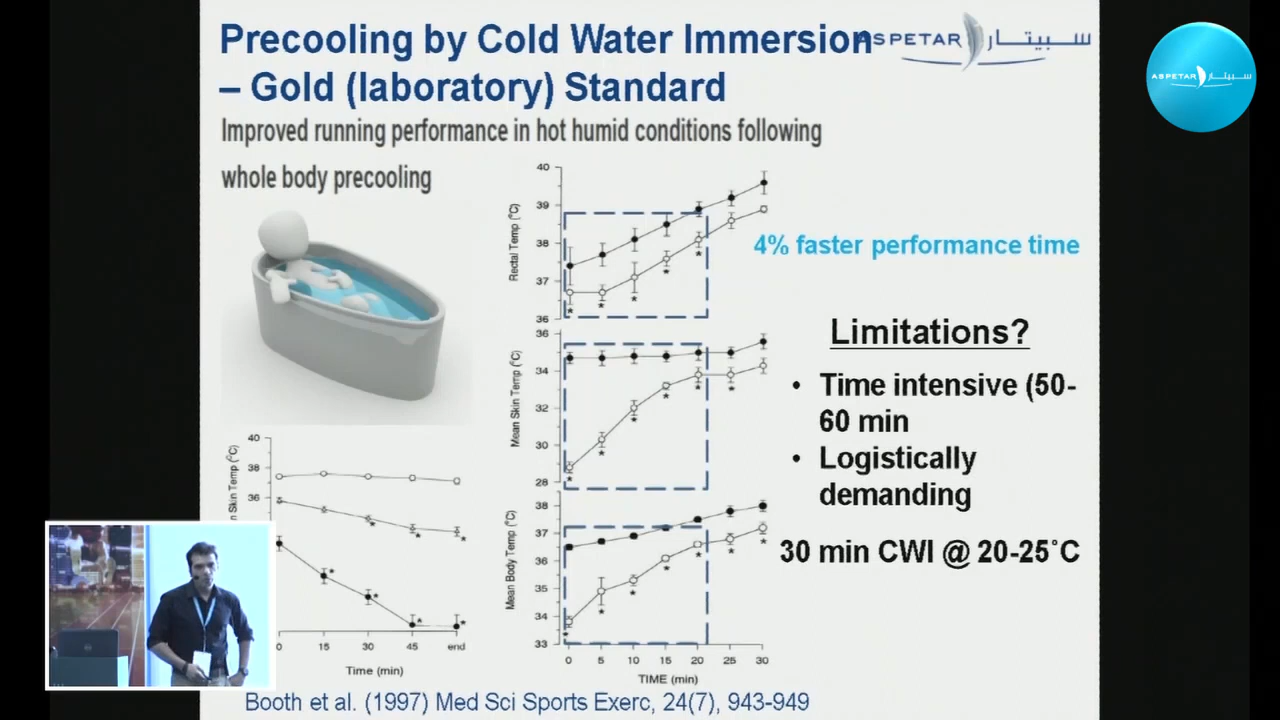 Precooling by Cold Water Immersion
– Gold (laboratory) Standard
ASPETAR سبيتار
ASPETAR سبيتار
Improved running performance in hot humid conditions following
whole body precooling
4% faster performance time
Limitations?
• Time intensive (50-
60 min
• Logistically
demanding
30 min CWI @ 20-25°C
Rectal Temp (°C)
40
39
38
37
36
Mean Skin Temp (°C)
36
34
32
30
28
Mean Body Temp (°C)
38
37
36
35
34
33
0 5 10 15 20 25 30
TIME (min)
Skin Temp (°C)
40
38
36
0 15 30 45 end
Time (min)
Booth et al. (1997) Med Sci Sports Exerc, 24(7), 943-949